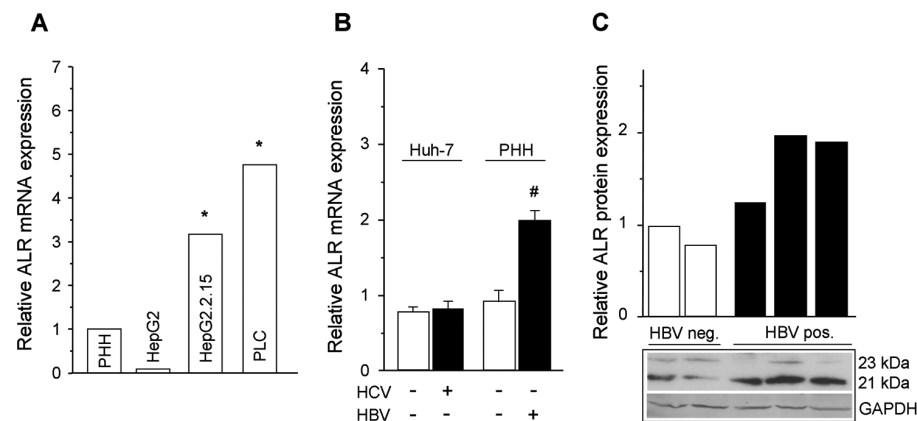 A
Relative ALR mRNA expression
7
6
5
4
3
2
1
0
PHH
HepG2
HepG2.2.15
*
PLC
*
B
Relative ALR mRNA expression
4
3
2
1
0
Huh-7 PHH
#
HCV - + - -
HBV - - - +
C
Relative ALR protein expression
2
1
0
HBV neg. HBV pos.
23 kDa
21 kDa
GAPDH